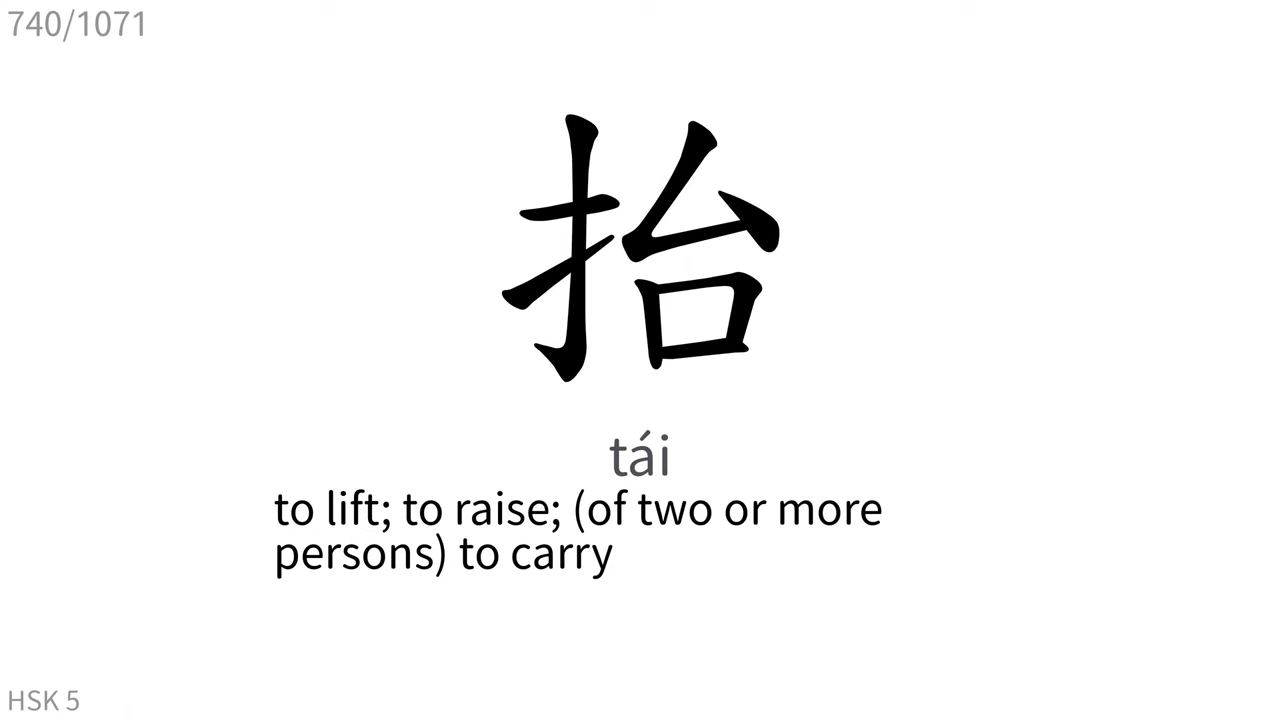 740/1071
抬
tái
to lift; to raise; (of two or more
persons) to carry
HSK 5